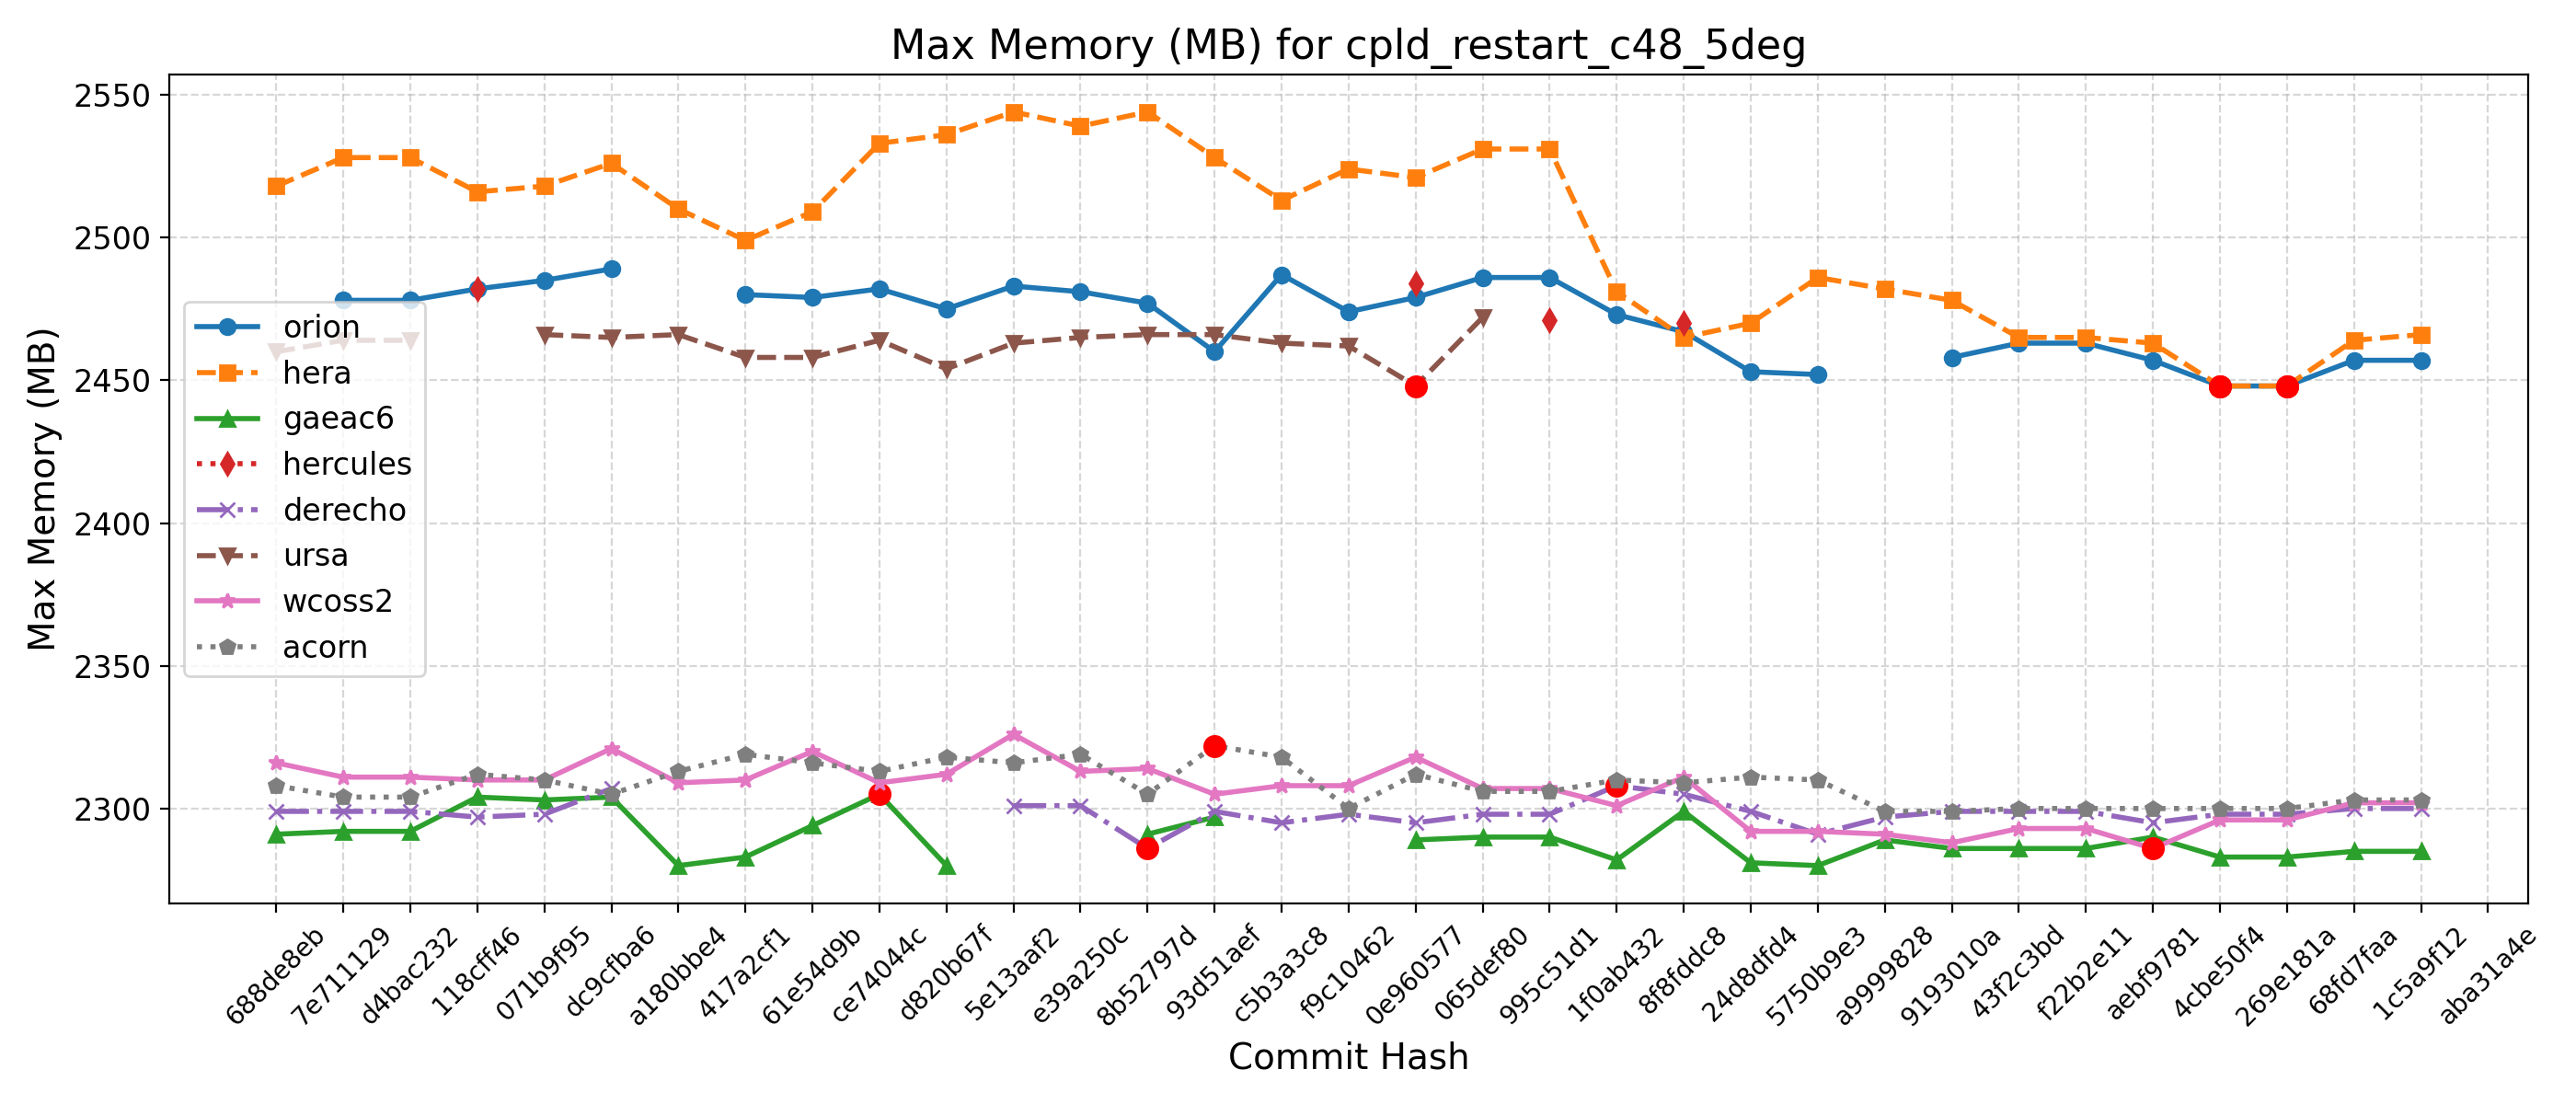 Max Memory (MB) for cpld_restart_c48_5deg
Max Memory (MB)
2550
2500
2450
2400
2350
2300
orion
hera
gaeac6
hercules
derecho
ursa
wcoss2
acorn
688de8eb
7e711129
d4bac232
118cff46
071b9f95
dc9cfba6
a180bbe4
417a2cf1
61e54d9b
ce74044c
d820b67f
5e13aaf2
e39a250c
8b52797d
93d51aef
c5b3a3c8
f9c10462
0e960577
065def80
995c51d1
1f0ab432
8f8fddc8
24d8dfd4
5750b9e3
a9999828
9193010a
43f2c3bd
f22b2e11
aebf9781
4cbe50f4
269e181a
68fd7faa
1c5a9f12
aba31a4e
Commit Hash